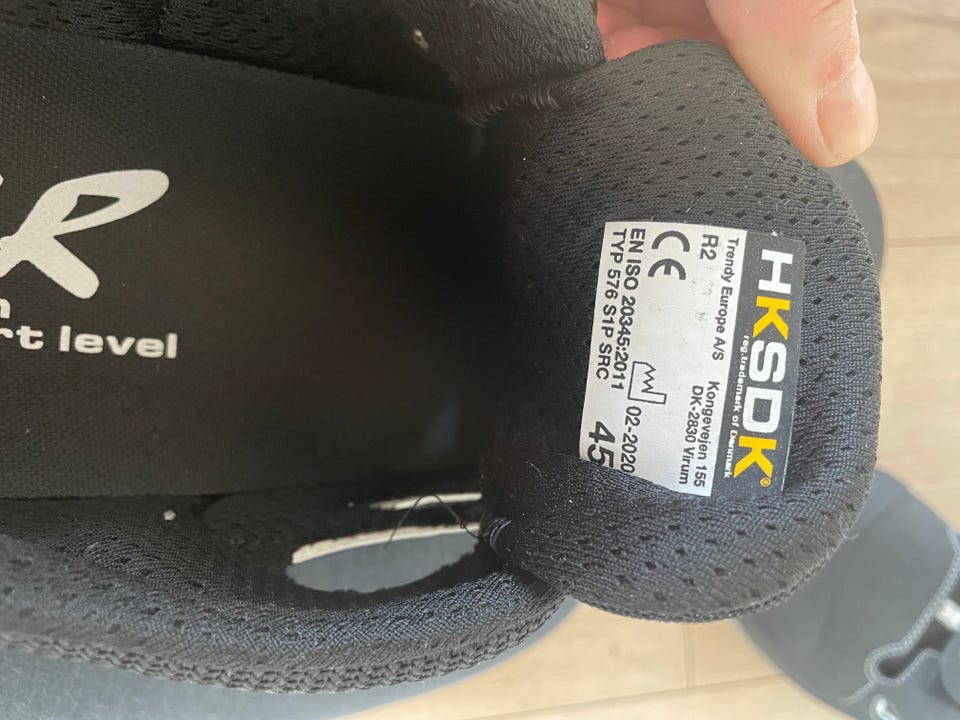 HKSDK®
reg.trademark of Denmark
Trendy Europe A/S Kongevejen 155
DK-2830 Virum
R2
CE
EN ISO 20345:2011 02-2020
TYP 576 S1P SRC 45
rt level